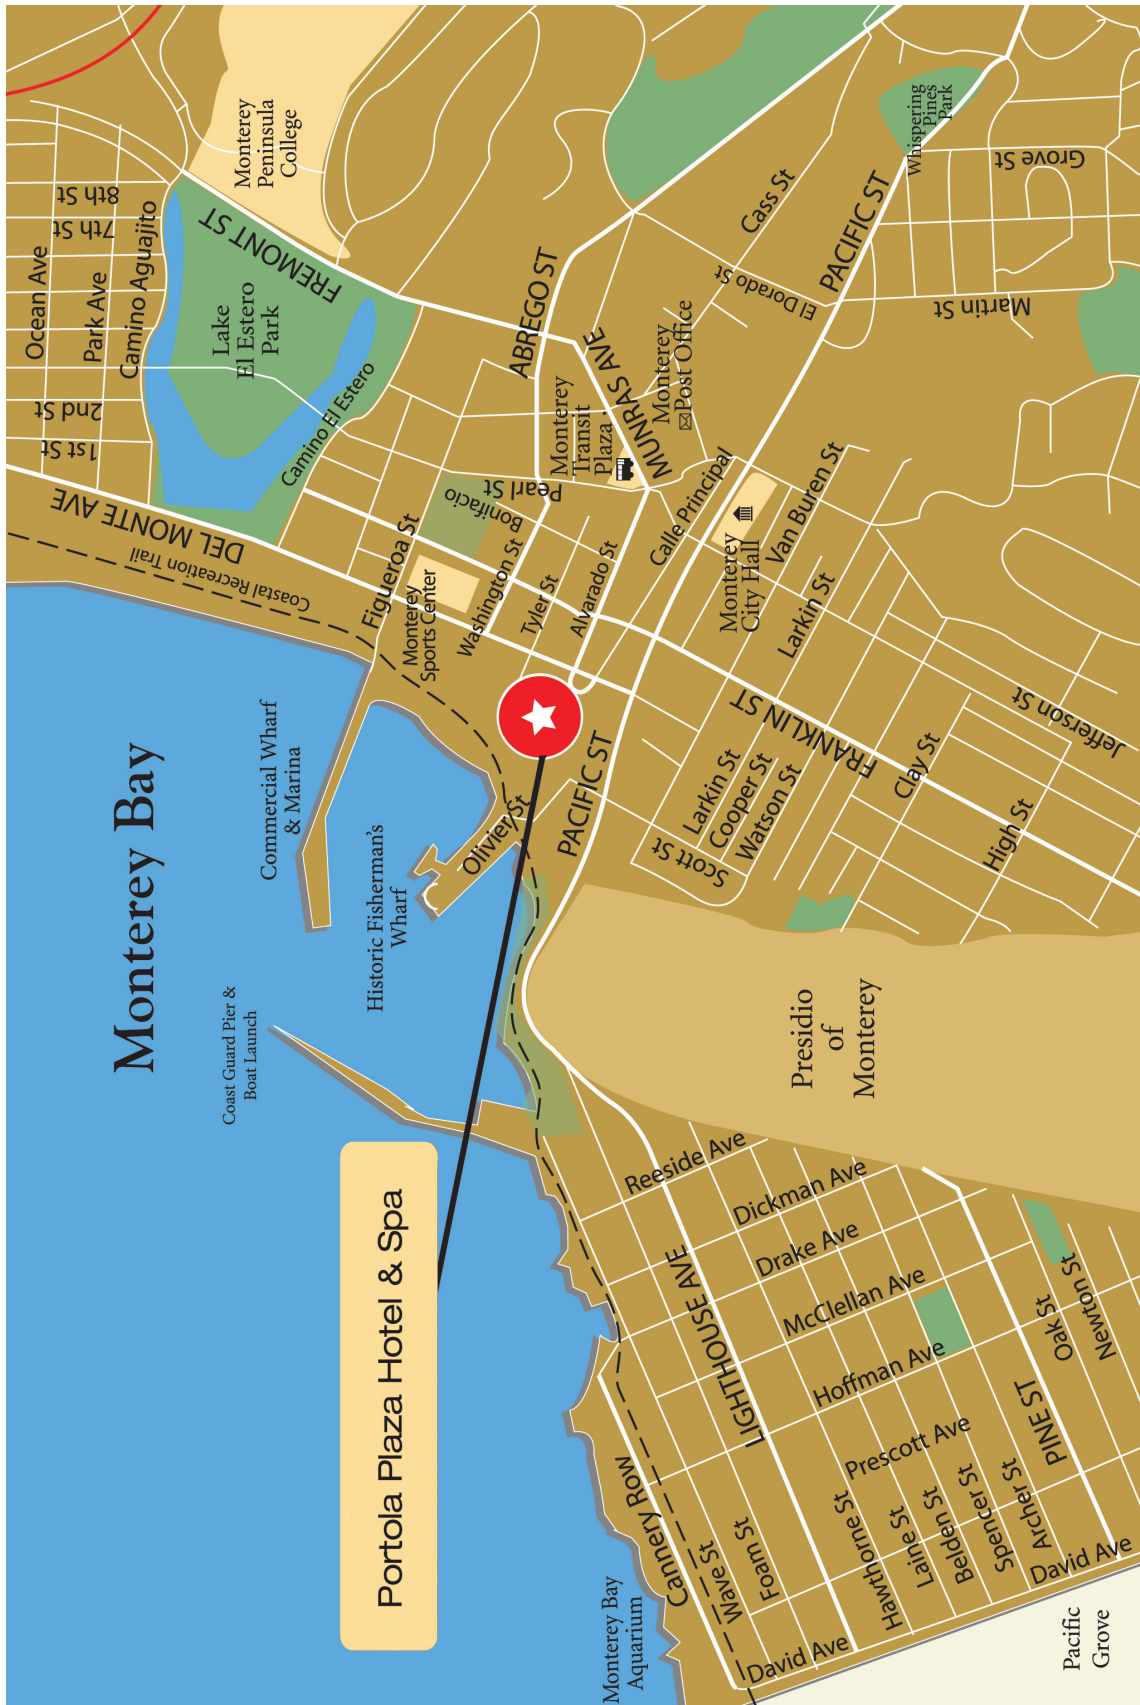 Monterey Bay
Portola Plaza Hotel & Spa
Coast Guard Pier &
Boat Launch
Commercial Wharf
& Marina
Historic Fisherman's
Wharf
Monterey Bay
Aquarium
Pacific
Grove
Presidio
of
Monterey
Cannery Row
Wave St
Foam St
LIGHTHOUSE AVE
Hawthorne St
Laine St
Belden St
Spencer St
Archer St
PINE ST
Oak St
Newton St
David Ave
David Ave
Prescott Ave
Hoffman Ave
McClellan Ave
Drake Ave
Dickman Ave
Reeside Ave
Olivier St
PACIFIC ST
Scott St
Larkin St
Cooper St
Watson St
FRANKLIN ST
Clay St
High St
Jefferson St
Larkin St
Van Buren St
Monterey
City Hall
Calle Principal
Alvarado St
Tyler St
Washington St
Monterey
Sports Center
Figueroa St
Bonifacio
Pearl St
Coastal Recreation Trail
DEL MONTE AVE
Camino El Estero
Monterey
Transit
Plaza
MUNRAS AVE
Monterey
Post Office
ABREGO ST
El Dorado St
Cass St
PACIFIC ST
Martin St
Grove St
Whispering
Pines
Park
FREMONT ST
Lake
El Estero
Park
Monterey
Peninsula
College
Camino Aguajito
Park Ave
Ocean Ave
1st St
2nd St
7th St
8th St